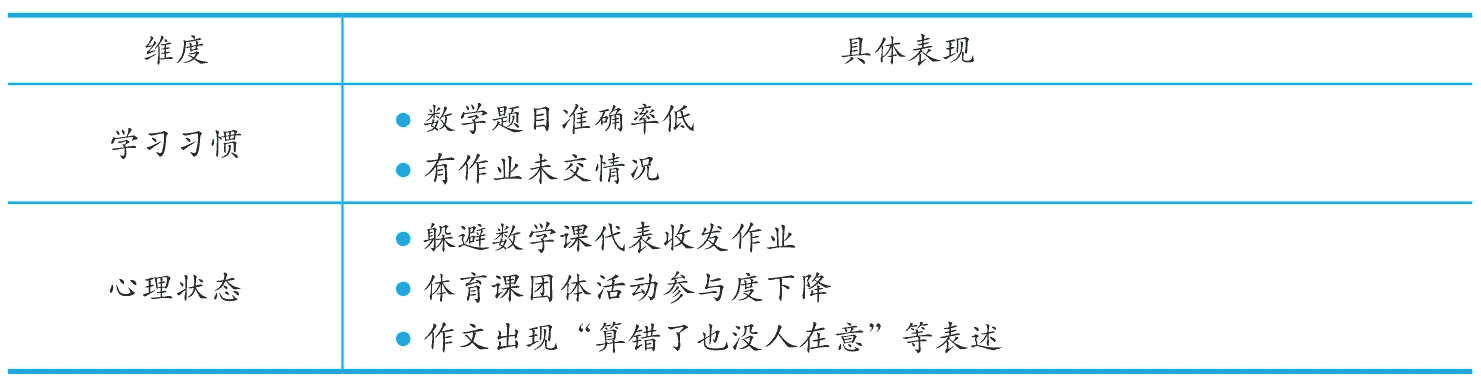 维度 具体表现
● 数学题目准确率低
学习习惯
● 有作业未交情况
● 躲避数学课代表收发作业
心理状态 ● 体育课团体活动参与度下降
● 作文出现“算错了也没人在意”等表述